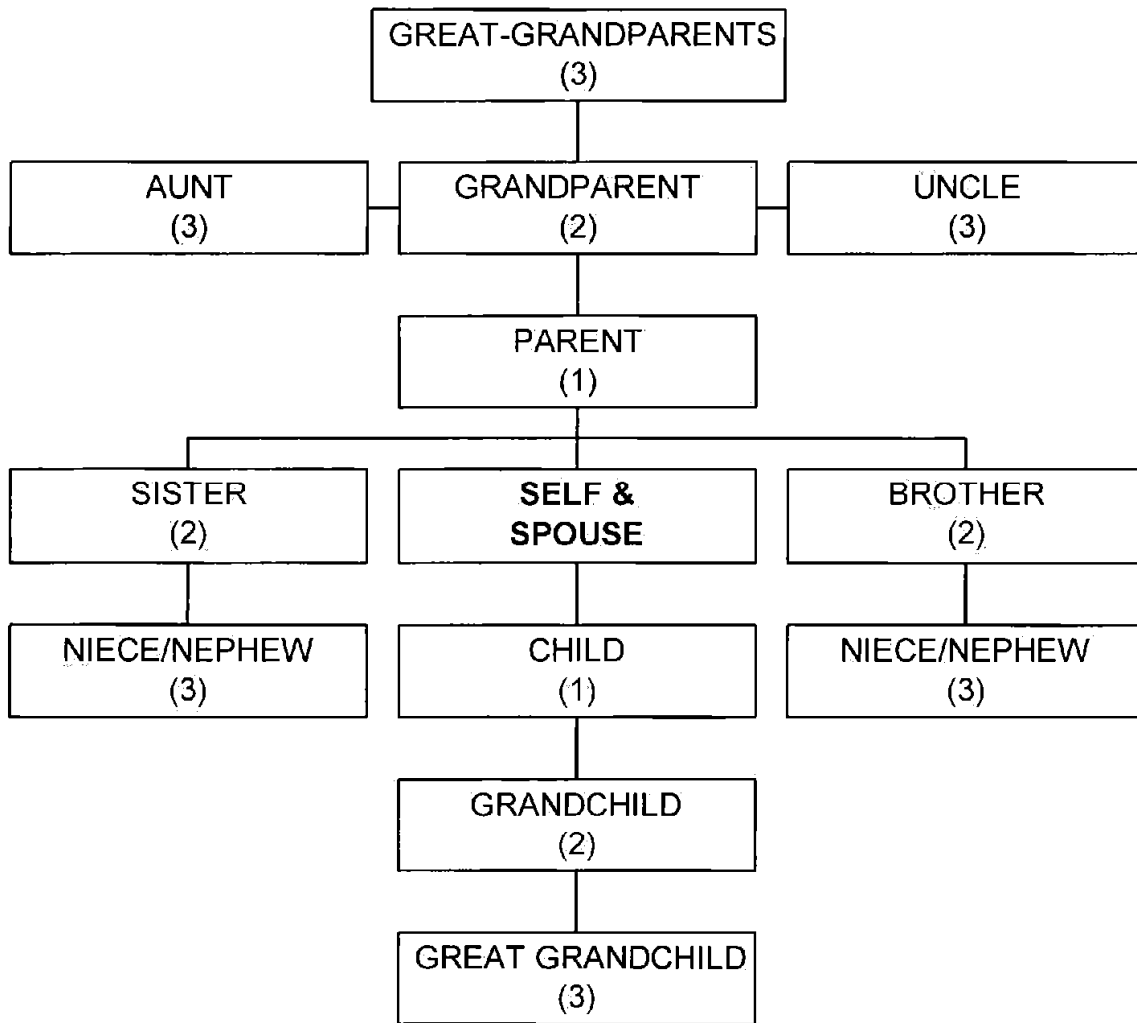 GREAT-GRANDPARENTS
(3)
AUNT
(3)
GRANDPARENT
(2)
UNCLE
(3)
PARENT
(1)
SISTER
(2)
SELF &
SPOUSE
BROTHER
(2)
NIECE/NEPHEW
(3)
CHILD
(1)
NIECE/NEPHEW
(3)
GRANDCHILD
(2)
GREAT GRANDCHILD
(3)